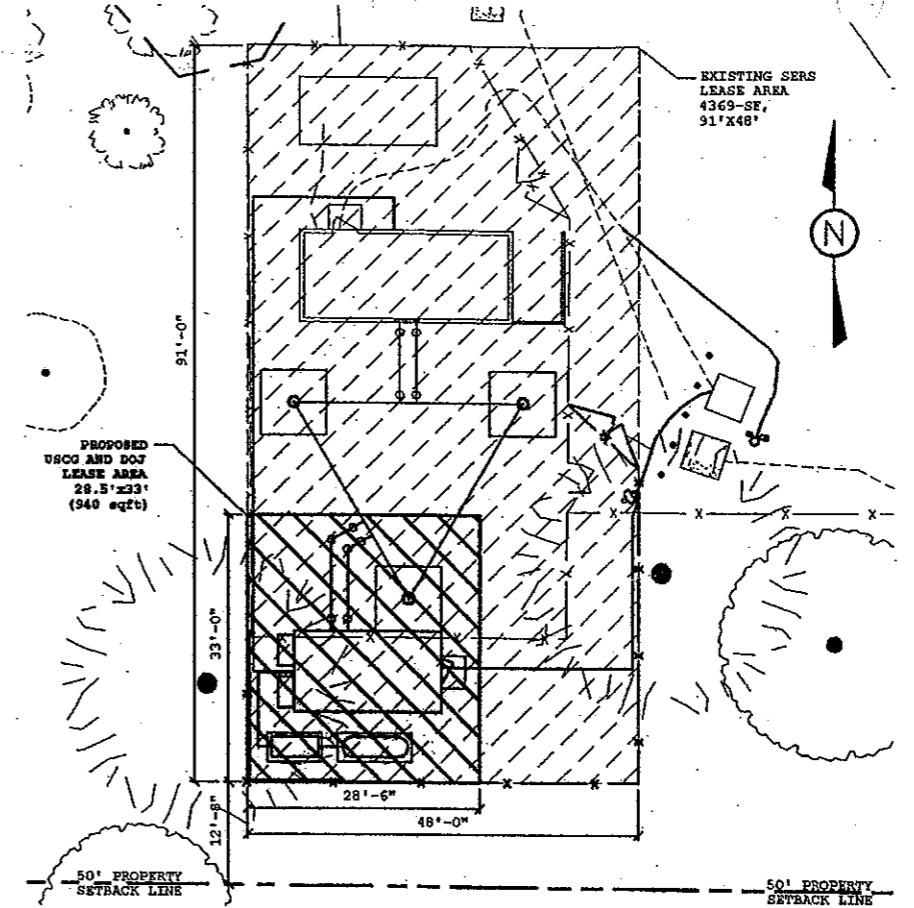 EXISTING SERS
LEASE AREA
4369-SF,
91'X48'
N
91'-0"
PROPOSED
USCG AND DOJ
LEASE AREA
28.5'x33'
(940 sqft)
33'-0"
28'-6"
48'-0"
12'-8"
50' PROPERTY
SETBACK LINE
50' PROPERTY
SETBACK LINE